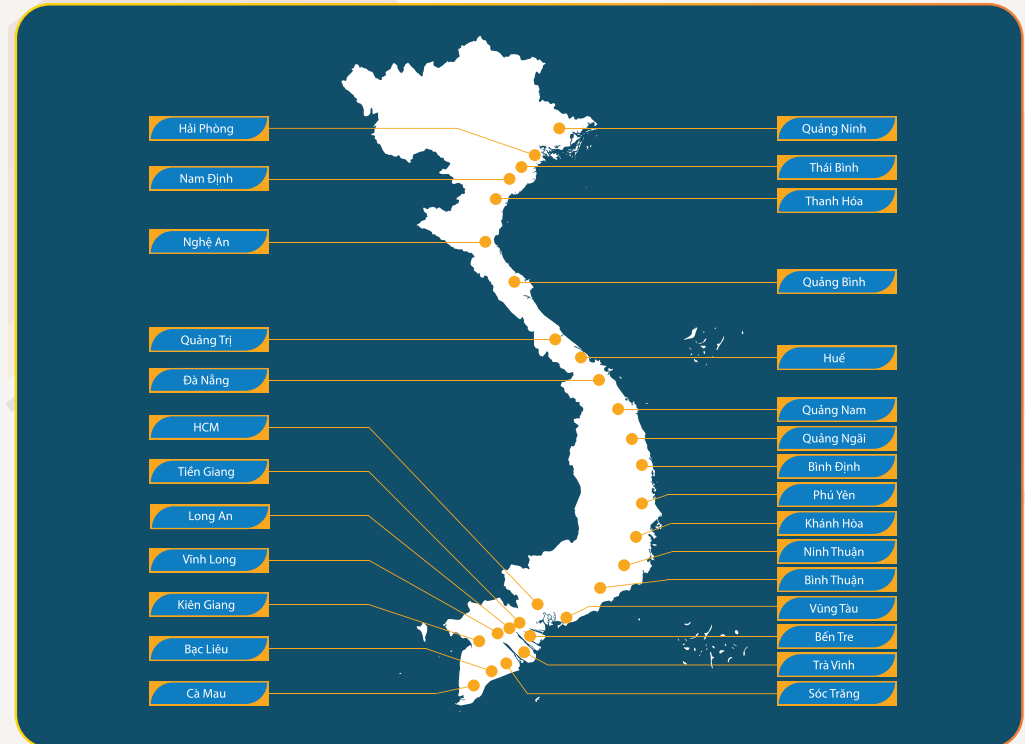 Hải Phòng
Nam Định
Nghệ An
Quảng Trị
Đà Nẵng
HCM
Tiền Giang
Long An
Vĩnh Long
Kiên Giang
Bạc Liêu
Cà Mau
Quảng Ninh
Thái Bình
Thanh Hóa
Quảng Bình
Huế
Quảng Nam
Quảng Ngãi
Bình Định
Phú Yên
Khánh Hòa
Ninh Thuận
Bình Thuận
Vũng Tàu
Bến Tre
Trà Vinh
Sóc Trăng